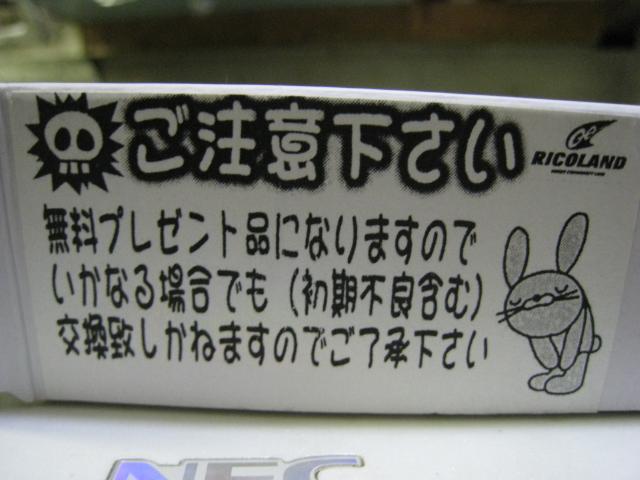 ご注意下さい
RICOLAND
無料プレゼント品になりますので
いかなる場合でも(初期不良含む)
交換致しかねますのでご了承下さい
NEC